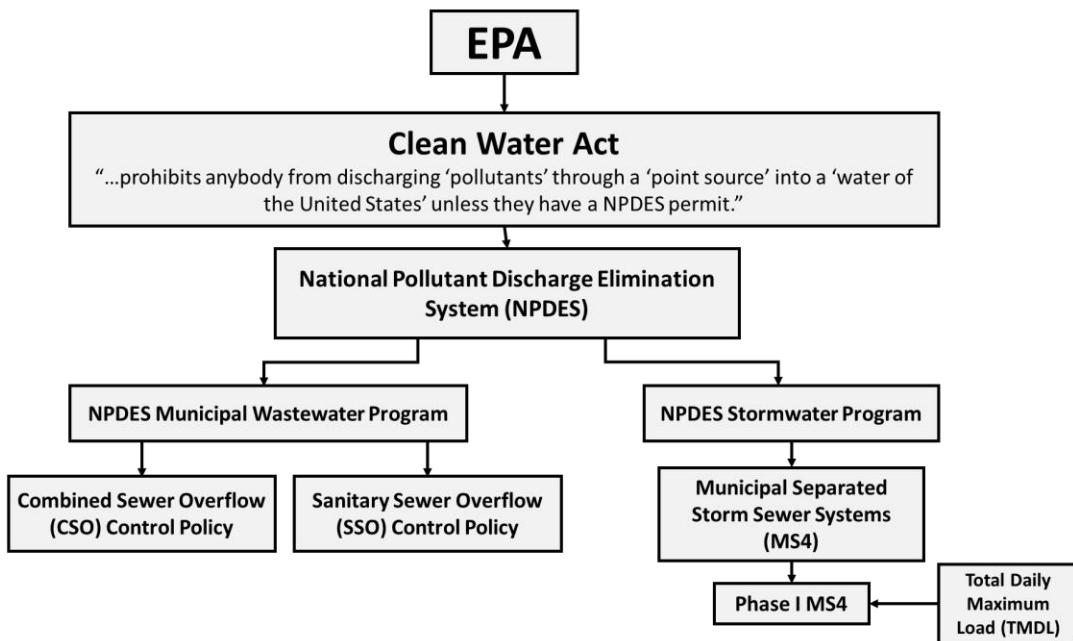 EPA
Clean Water Act
“...prohibits anybody from discharging ‘pollutants’ through a ‘point source’ into a ‘water of
the United States’ unless they have a NPDES permit.”
National Pollutant Discharge Elimination
System (NPDES)
NPDES Municipal Wastewater Program
NPDES Stormwater Program
Combined Sewer Overflow
(CSO) Control Policy
Sanitary Sewer Overflow
(SSO) Control Policy
Municipal Separated
Storm Sewer Systems
(MS4)
Phase I MS4
Total Daily
Maximum
Load (TMDL)